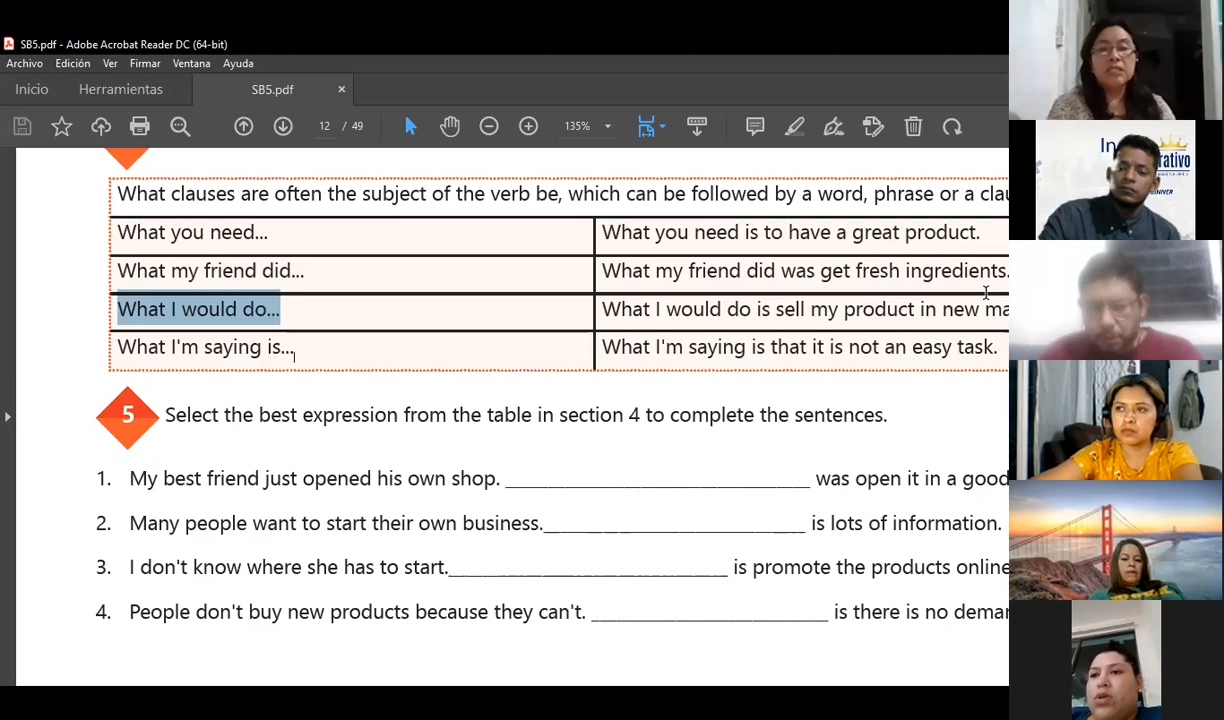 SB5.pdf - Adobe Acrobat Reader DC (64-bit)
Archivo Edición Ver Firmar Ventana Ayuda
Inicio Herramientas SB5.pdf ×
12 / 49 135%
What clauses are often the subject of the verb be, which can be followed by a word, phrase or a clau
What you need... What you need is to have a great product.
What my friend did... What my friend did was get fresh ingredients.
What I would do... What I would do is sell my product in new ma
What I'm saying is... What I'm saying is that it is not an easy task.
5 Select the best expression from the table in section 4 to complete the sentences.
1. My best friend just opened his own shop. ______________ was open it in a good
2. Many people want to start their own business. ______________ is lots of information.
3. I don't know where she has to start. ______________ is promote the products online
4. People don't buy new products because they can't. ______________ is there is no deman
In
rativo